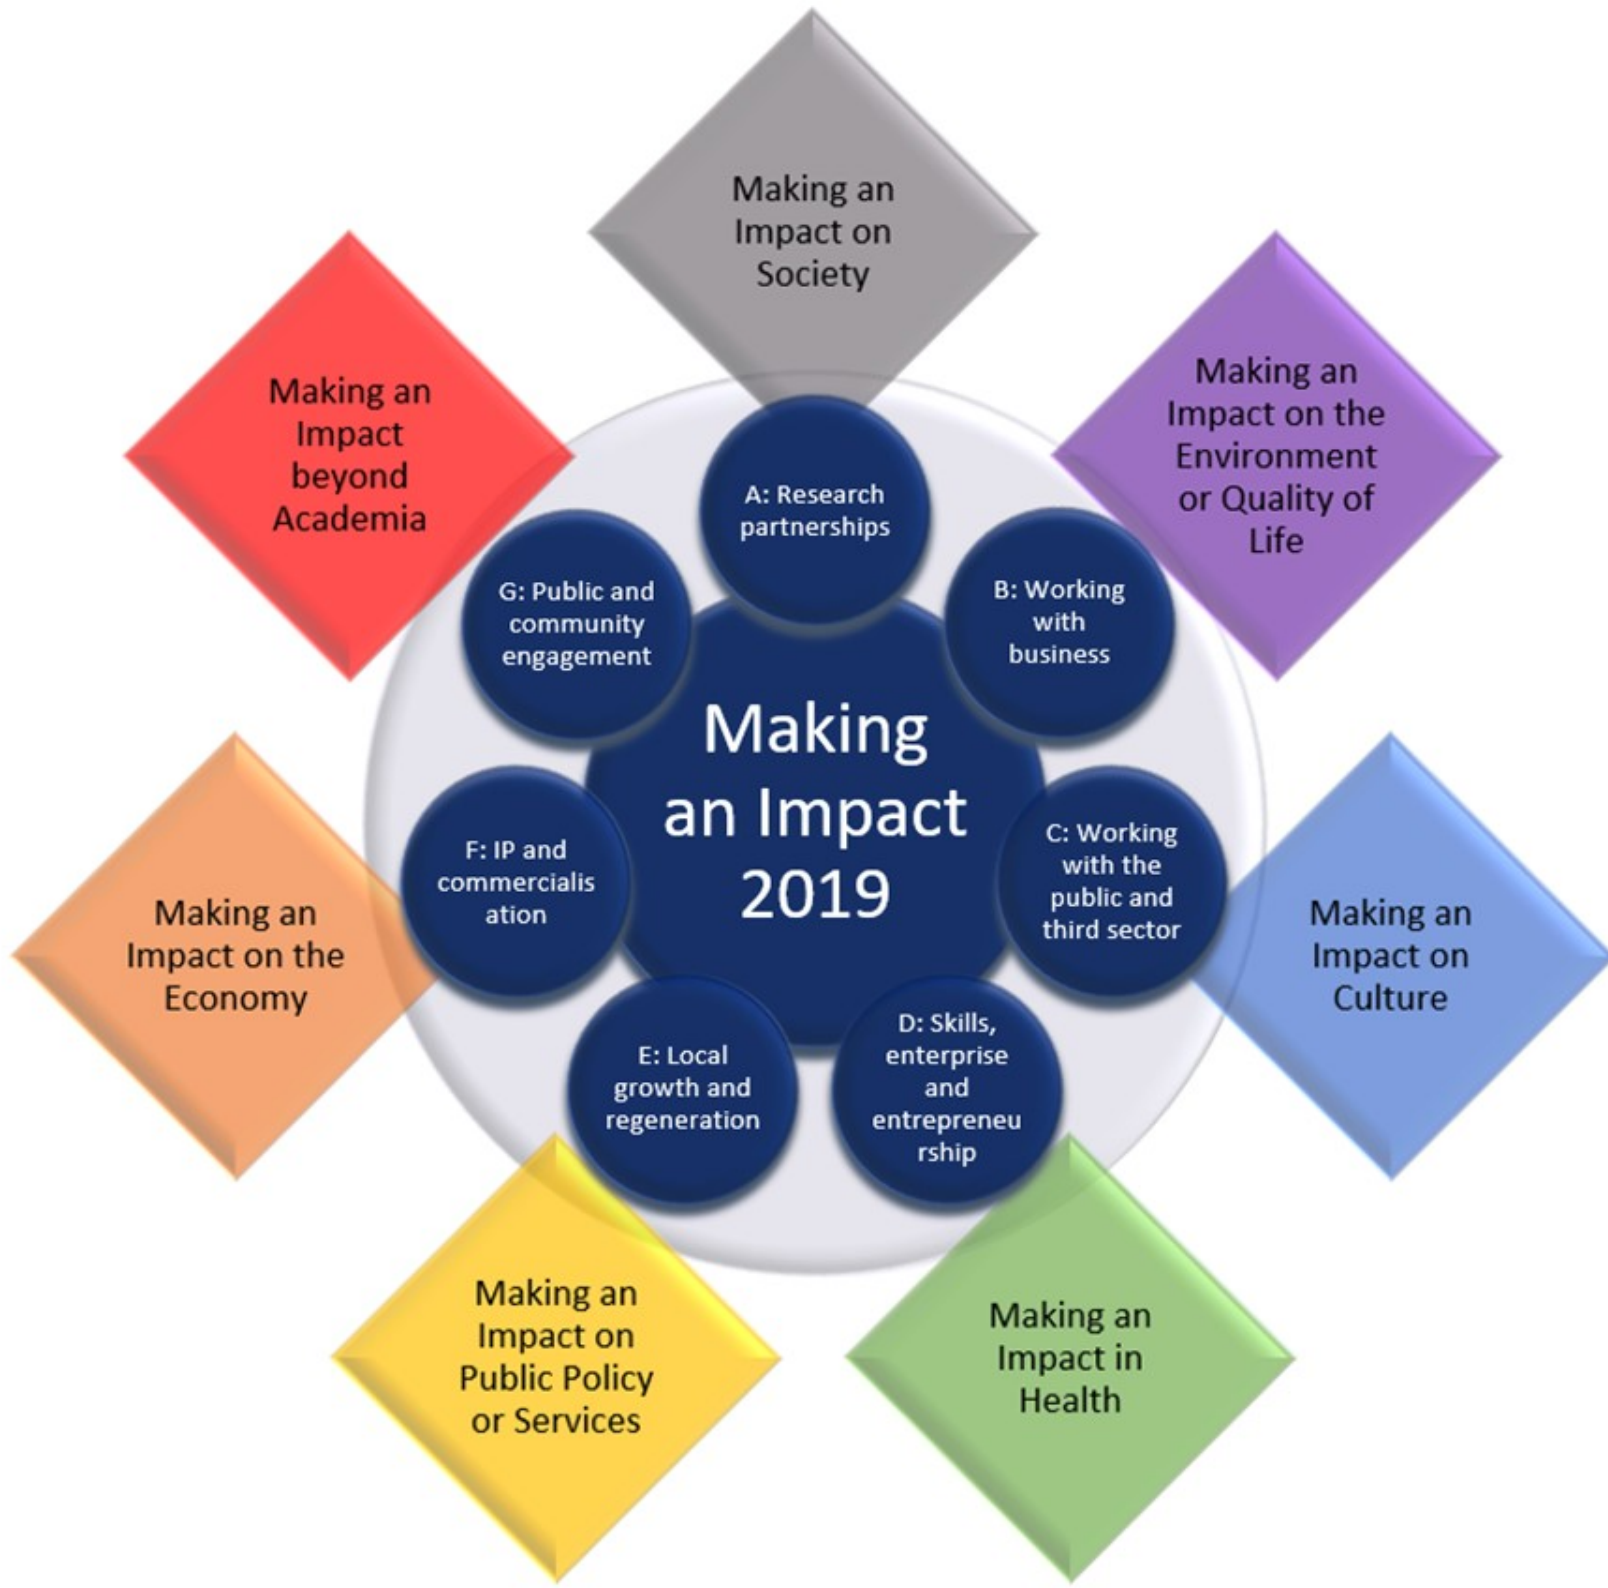 Making an
Impact on
Society
Making an
Impact on the
Environment
or Quality of
Life
Making an
Impact on
Culture
Making an
Impact in
Health
Making an
Impact on
Public Policy
or Services
Making an
Impact on the
Economy
Making an
Impact
beyond
Academia
A: Research
partnerships
B: Working
with
business
C: Working
with the
public and
third sector
D: Skills,
enterprise
and
entrepreneu
rship
E: Local
growth and
regeneration
F: IP and
commercialis
ation
G: Public and
community
engagement
Making
an Impact
2019